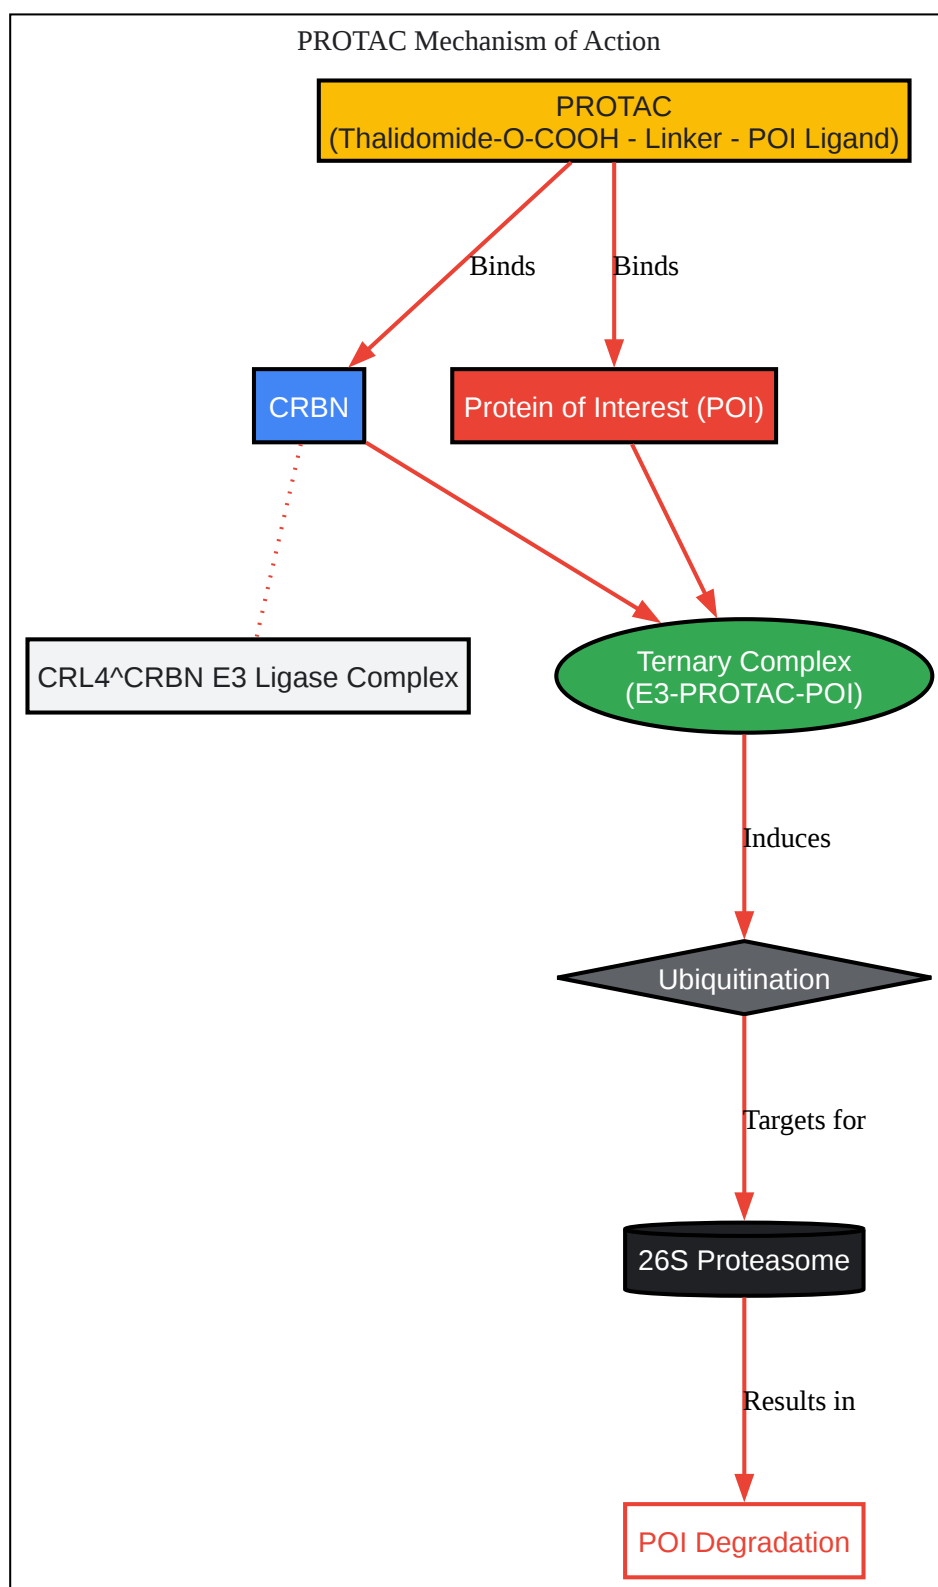 PROTAC Mechanism of Action
PROTAC
(Thalidomide-O-COOH - Linker - POI Ligand)
Binds
Binds
CRBN
Protein of Interest (POI)
CRL4^CRBN E3 Ligase Complex
Ternary Complex
(E3-PROTAC-POI)
Induces
Ubiquitination
Targets for
26S Proteasome
Results in
POI Degradation